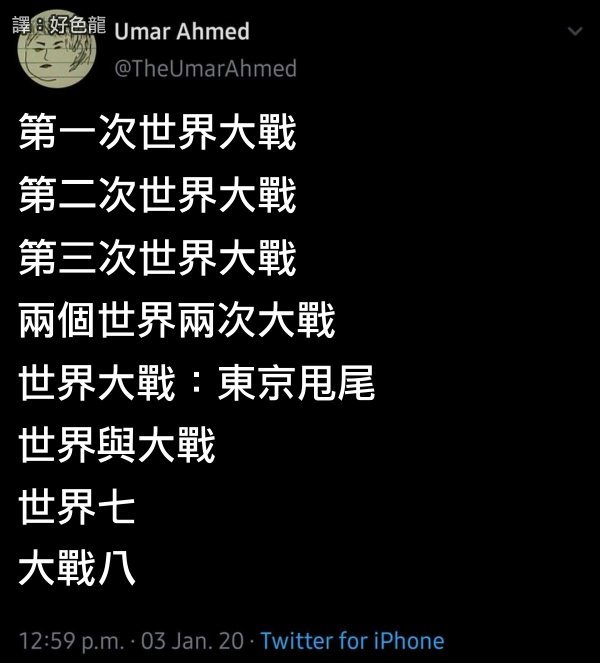 譯：好色龍
Umar Ahmed
@TheUmarAhmed
第一次世界大戰
第二次世界大戰
第三次世界大戰
兩個世界兩次大戰
世界大戰：東京甩尾
世界與大戰
世界七
大戰八
12:59 p.m. · 03 Jan. 20 · Twitter for iPhone